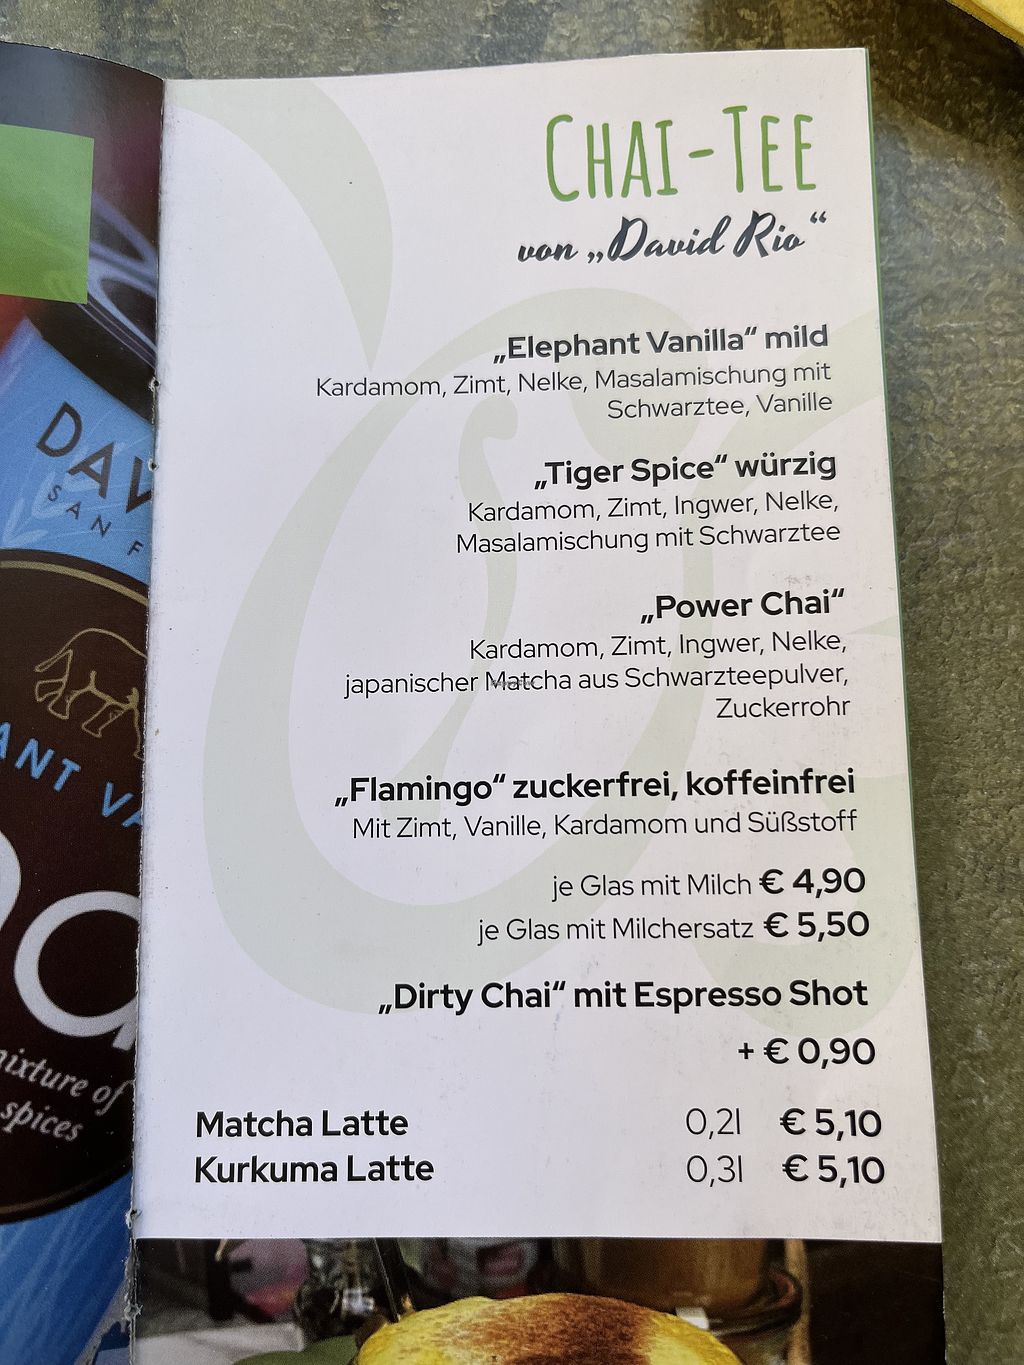 DAV
SAN F
ANT VA
a
mixture of
spices
CHAI-TEE
von „David Rio“
„Elephant Vanilla“ mild
Kardamom, Zimt, Nelke, Masalamischung mit
Schwarztee, Vanille
„Tiger Spice“ würzig
Kardamom, Zimt, Ingwer, Nelke,
Masalamischung mit Schwarztee
„Power Chai“
Kardamom, Zimt, Ingwer, Nelke,
japanischer Matcha aus Schwarzteepulver,
Zuckerrohr
„Flamingo“ zuckerfrei, koffeinfrei
Mit Zimt, Vanille, Kardamom und Süßstoff
je Glas mit Milch € 4,90
je Glas mit Milchersatz € 5,50
„Dirty Chai“ mit Espresso Shot
+ € 0,90
Matcha Latte 0,2l € 5,10
Kurkuma Latte 0,3l € 5,10